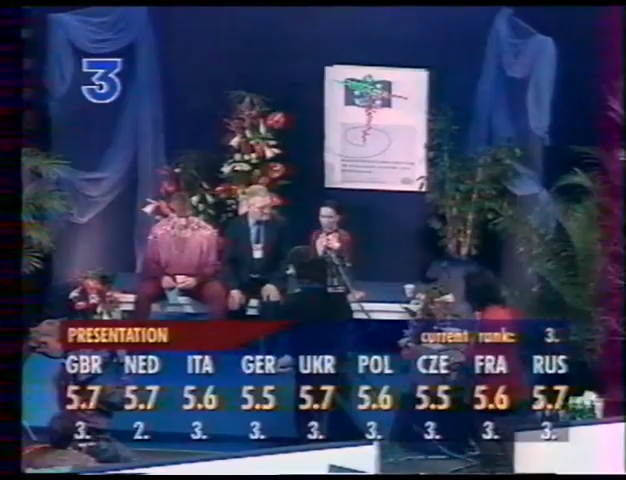 3
PRESENTATION current rank: 3.
GBR NED ITA GER UKR POL CZE FRA RUS
5.7 5.7 5.6 5.5 5.7 5.6 5.5 5.6 5.7
3. 2. 3. 3. 3. 3. 3. 3. 3.